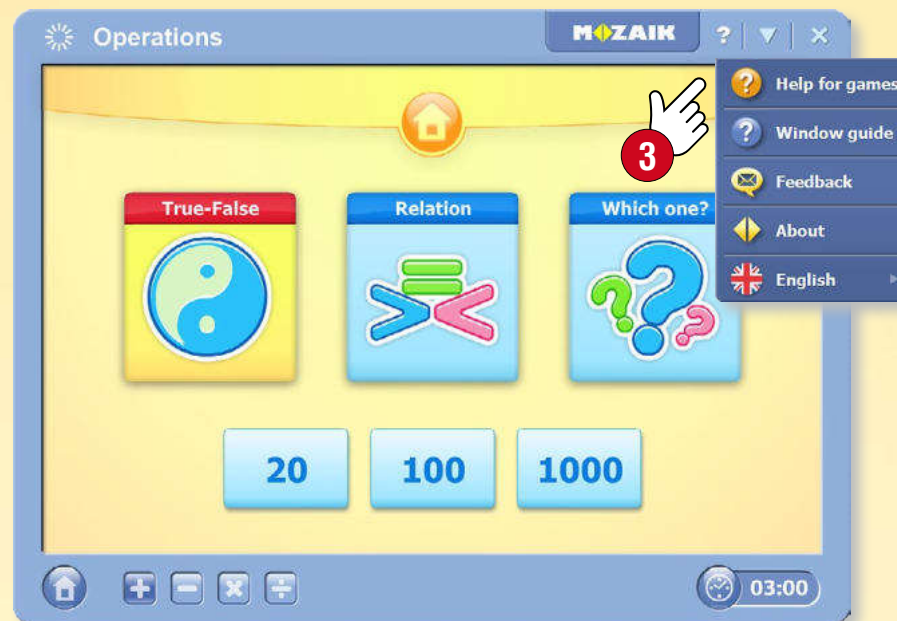 Operations
MOZAIK
?
Help for games
Window guide
Feedback
About
English
3
True-False
Relation
Which one?
20
100
1000
03:00